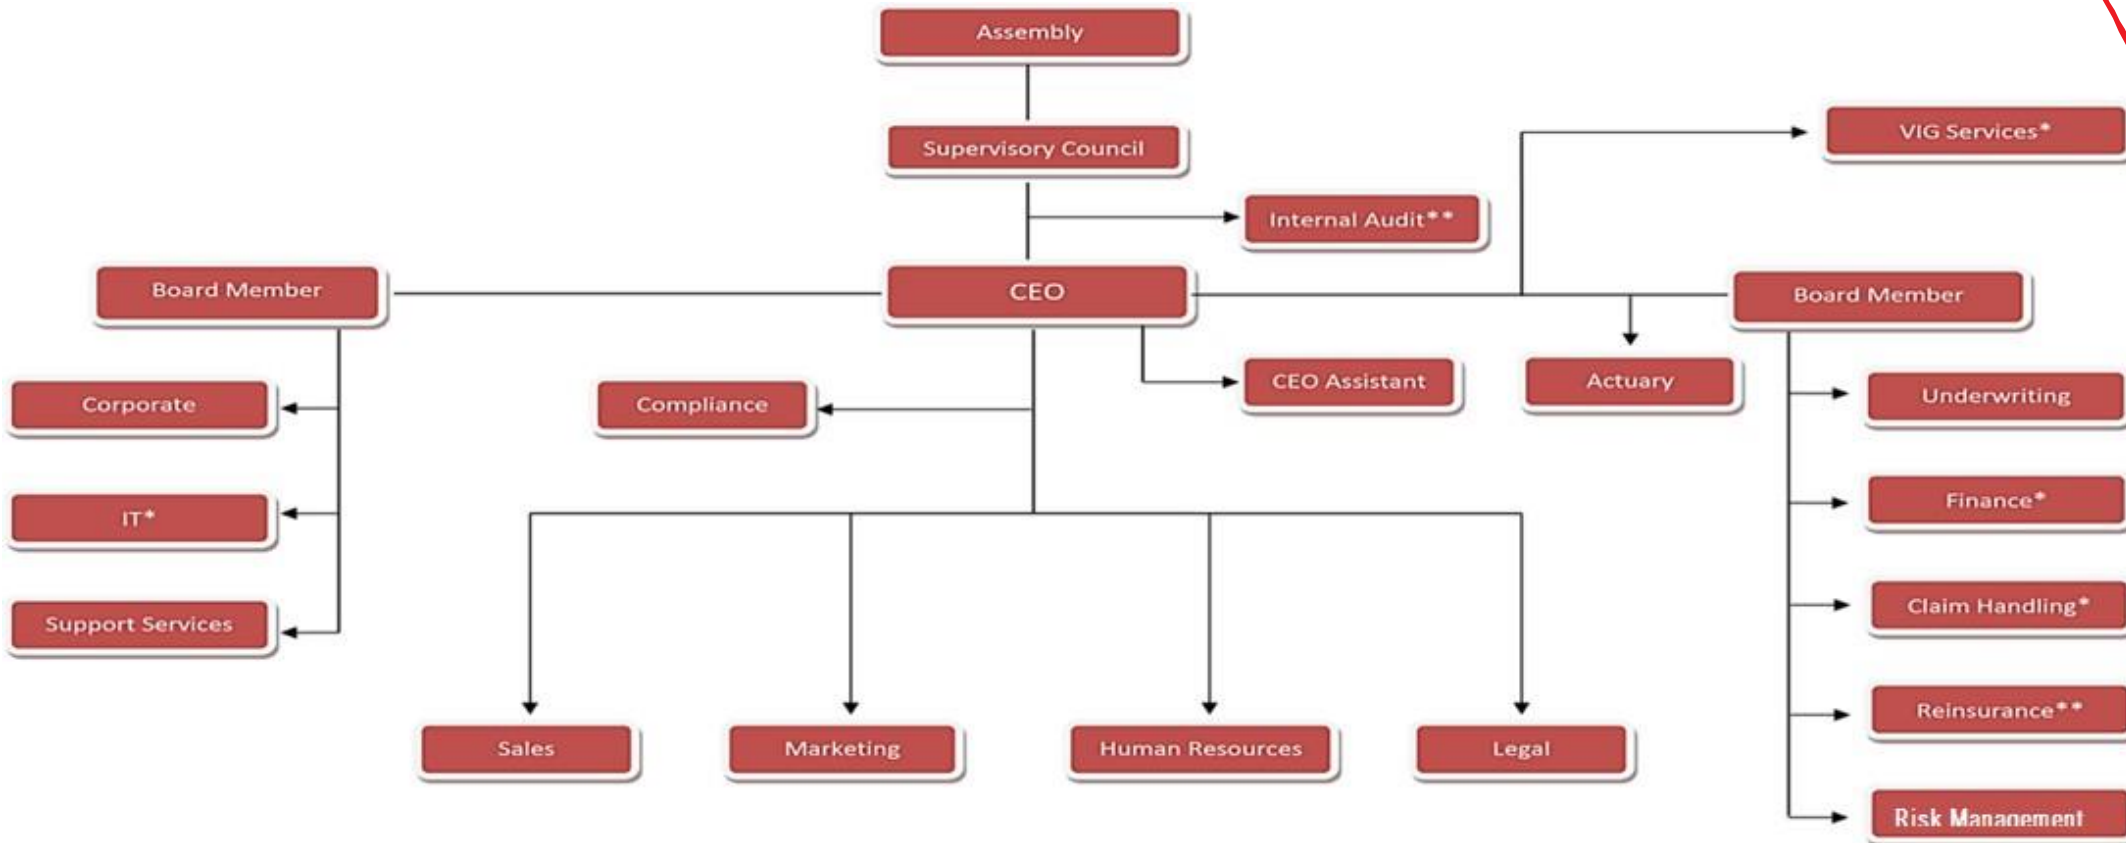 Assembly
Supervisory Council
VIG Services*
Internal Audit**
Board Member
CEO
Board Member
Corporate
Compliance
CEO Assistant
Actuary
Underwriting
IT*
Finance*
Support Services
Claim Handling*
Reinsurance**
Sales
Marketing
Human Resources
Legal
Risk Management